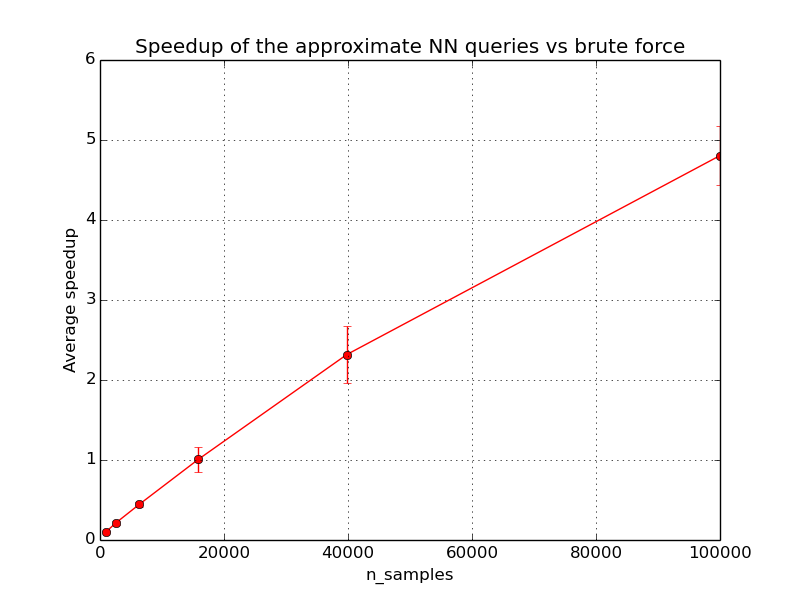 Speedup of the approximate NN queries vs brute force
6
5
4
3
2
1
0
Average speedup
0 20000 40000 60000 80000 100000
n_samples